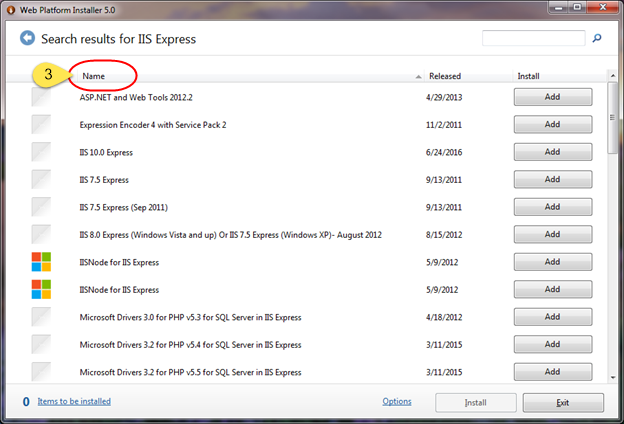 Web Platform Installer 5.0
Search results for IIS Express
3
Name Released Install
ASP.NET and Web Tools 2012.2 4/29/2013 Add
Expression Encoder 4 with Service Pack 2 11/2/2011 Add
IIS 10.0 Express 6/24/2016 Add
IIS 7.5 Express 9/13/2011 Add
IIS 7.5 Express (Sep 2011) 9/13/2011 Add
IIS 8.0 Express (Windows Vista and up) Or IIS 7.5 Express (Windows XP)- August 2012 8/15/2012 Add
IISNode for IIS Express 5/9/2012 Add
IISNode for IIS Express 5/9/2012 Add
Microsoft Drivers 3.0 for PHP v5.3 for SQL Server in IIS Express 4/18/2012 Add
Microsoft Drivers 3.2 for PHP v5.4 for SQL Server in IIS Express 3/11/2015 Add
Microsoft Drivers 3.2 for PHP v5.5 for SQL Server in IIS Express 3/11/2015 Add
0 Items to be installed Options Install Exit